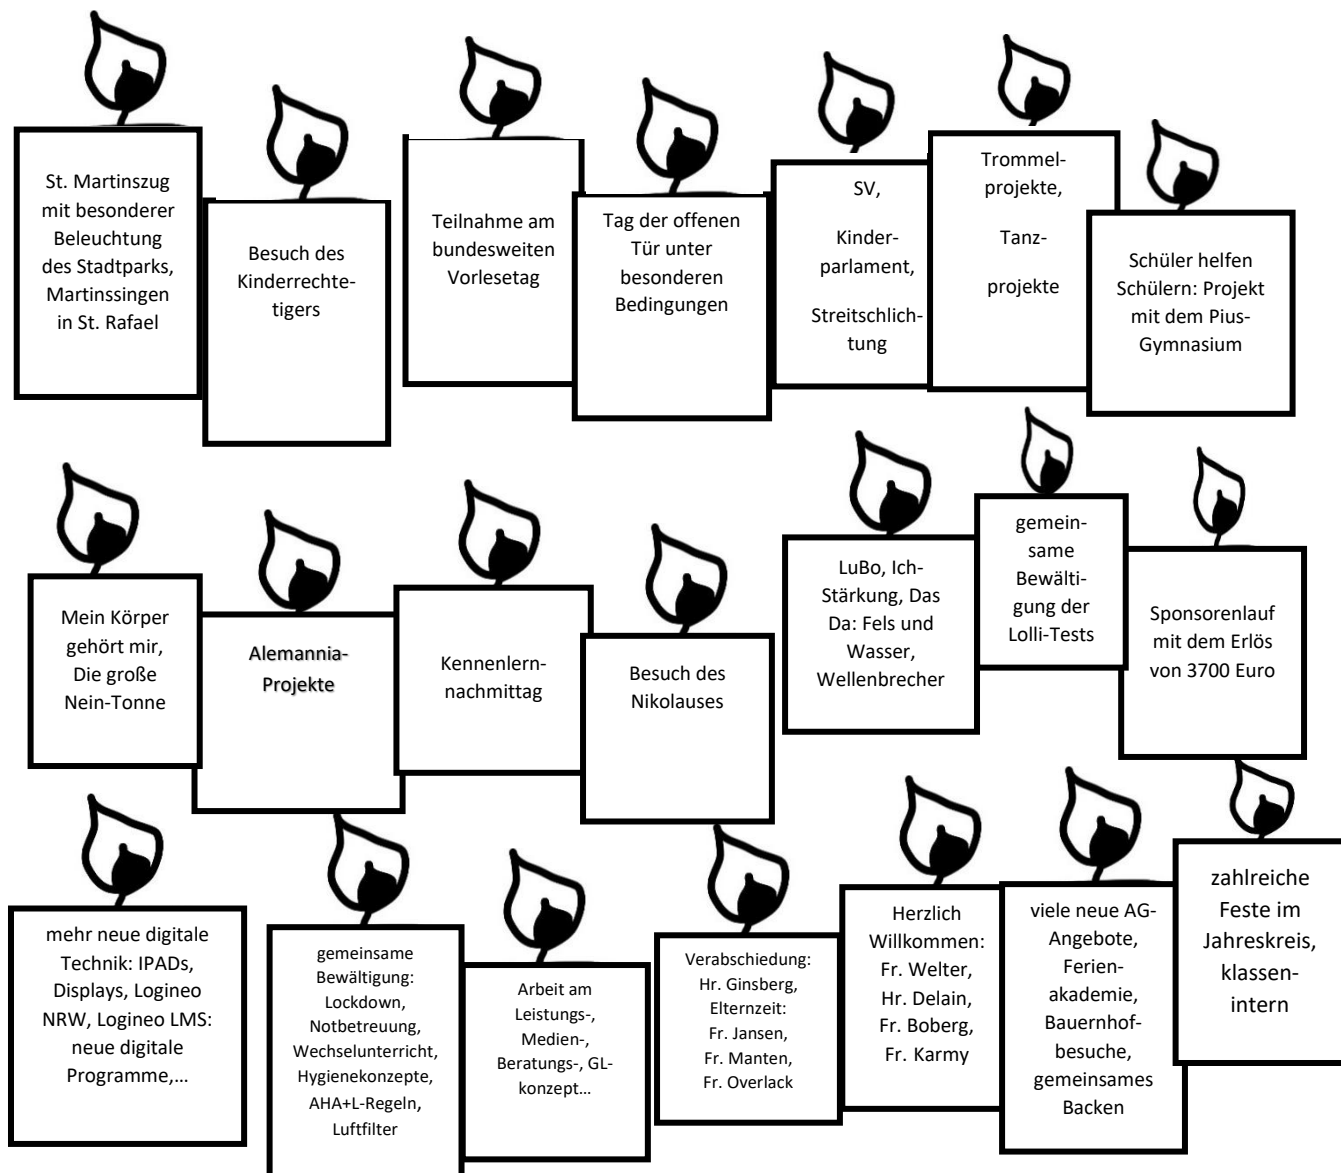 St. Martinszug
mit besonderer
Beleuchtung
des Stadtparks,
Martinssingen
in St. Rafael
Besuch des
Kinderrechte-
tigers
Teilnahme am
bundesweiten
Vorlesetag
Tag der offenen
Tür unter
besonderen
Bedingungen
SV,
Kinder-
parlament,
Streitschlich-
tung
Trommel-
projekte,
Tanz-
projekte
Schüler helfen
Schülern: Projekt
mit dem Pius-
Gymnasium
Mein Körper
gehört mir,
Die große
Nein-Tonne
Alemannia-
Projekte
Kennenlern-
nachmittag
Besuch des
Nikolauses
LuBo, Ich-
Stärkung, Das
Da: Fels und
Wasser,
Wellenbrecher
gemein-
same
Bewälti-
gung der
Lolli-Tests
Sponsorenlauf
mit dem Erlös
von 3700 Euro
mehr neue digitale
Technik: IPADs,
Displays, Logineo
NRW, Logineo LMS:
neue digitale
Programme,…
gemeinsame
Bewältigung:
Lockdown,
Notbetreuung,
Wechselunterricht,
Hygienekonzepte,
AHA+L-Regeln,
Luftfilter
Arbeit am
Leistungs-,
Medien-,
Beratungs-, GL-
konzept…
Verabschiedung:
Hr. Ginsberg,
Elternzeit:
Fr. Jansen,
Fr. Manten,
Fr. Overlack
Herzlich
Willkommen:
Fr. Welter,
Hr. Delain,
Fr. Boberg,
Fr. Karmy
viele neue AG-
Angebote,
Ferien-
akademie,
Bauernhof-
besuche,
gemeinsames
Backen
zahlreiche
Feste im
Jahreskreis,
klassen-
intern